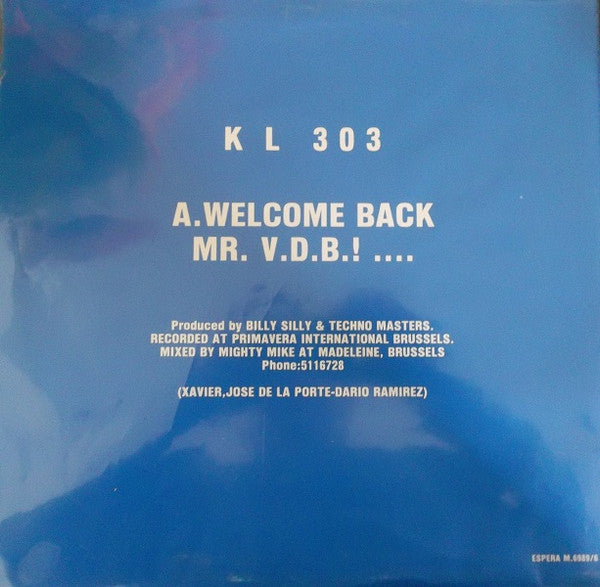 K L 303
A.WELCOME BACK
MR. V.D.B.! ....
Produced by BILLY SILLY & TECHNO MASTERS.
RECORDED AT PRIMAVERA INTERNATIONAL BRUSSELS.
MIXED BY MIGHTY MIKE AT MADELEINE, BRUSSELS
Phone:5116728
(XAVIER,JOSE DE LA PORTE-DARIO RAMIREZ)
ESPERA M.6989/6